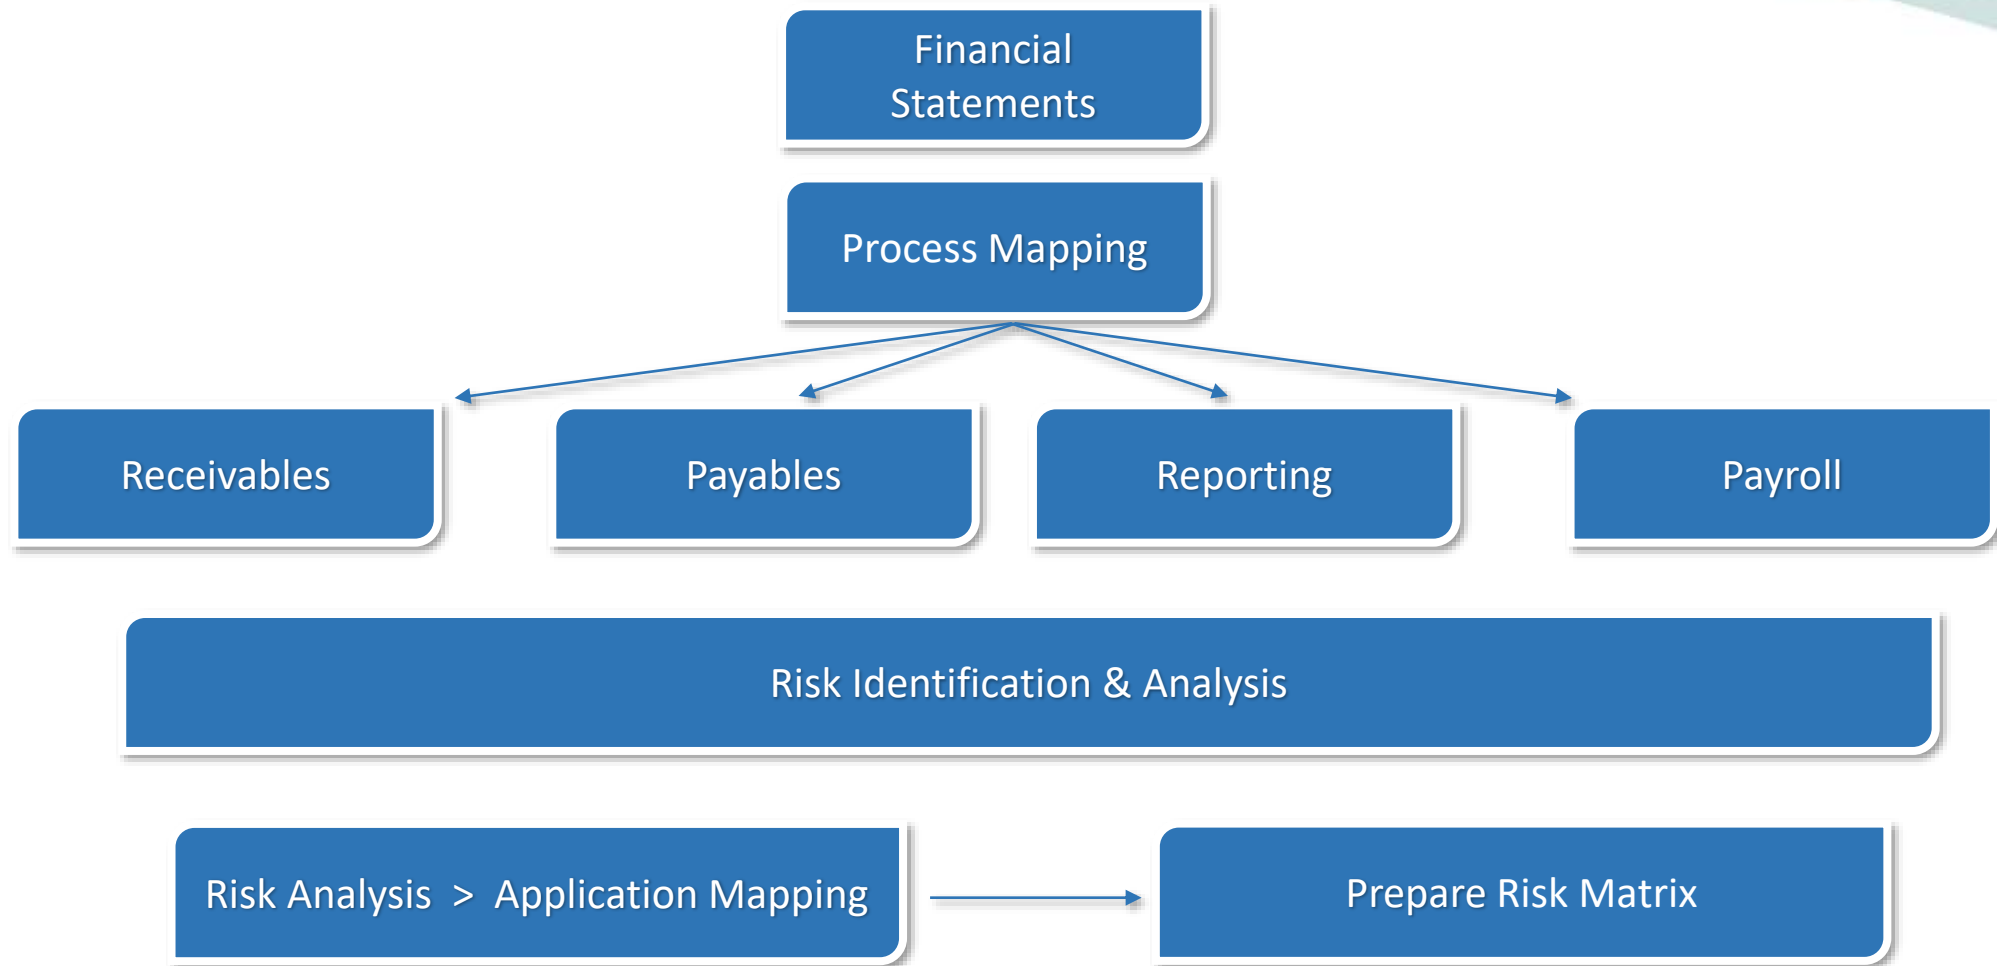 Financial
Statements
Process Mapping
Receivables
Payables
Reporting
Payroll
Risk Identification & Analysis
Risk Analysis > Application Mapping
Prepare Risk Matrix